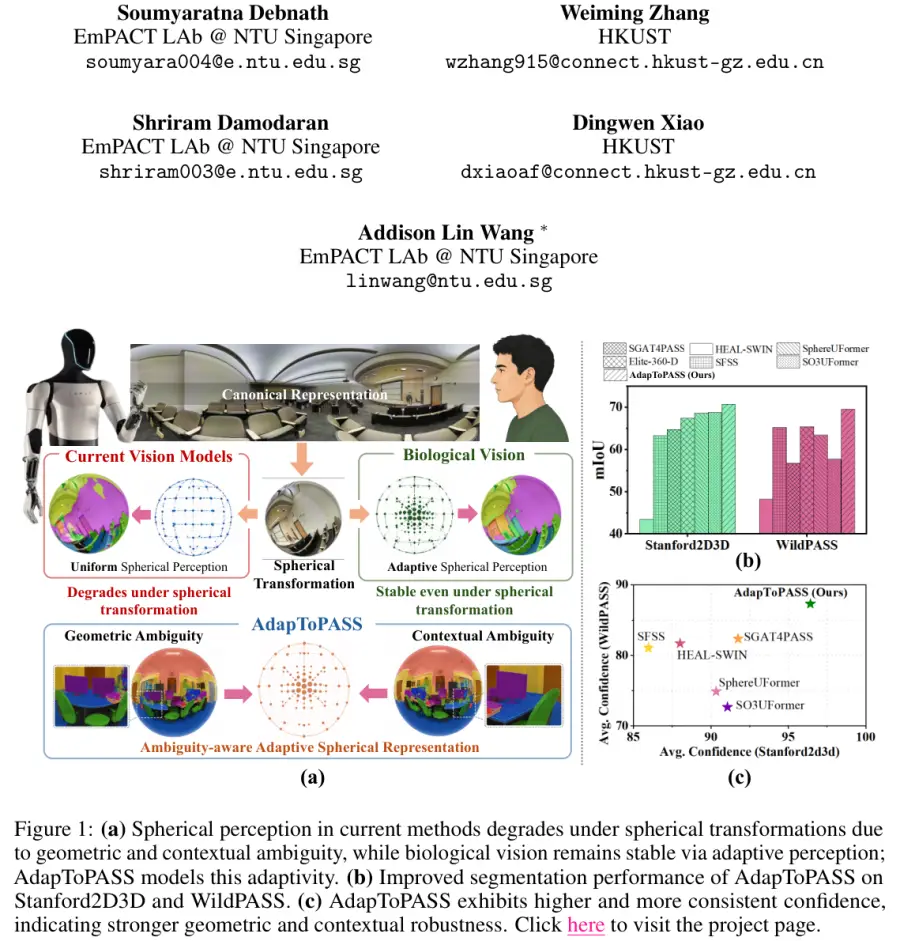 Soumyaratna Debnath
EmPACT LAb @ NTU Singapore
soumyara004@e.ntu.edu.sg
Weiming Zhang
HKUST
wzhang915@connect.hkust-gz.edu.cn
Shriram Damodaran
EmPACT LAb @ NTU Singapore
shriram003@e.ntu.edu.sg
Dingwen Xiao
HKUST
dxiaoaf@connect.hkust-gz.edu.cn
Addison Lin Wang *
EmPACT LAb @ NTU Singapore
linwang@ntu.edu.sg
Canonical Representation
Current Vision Models
Uniform Spherical Perception
Degrades under spherical
transformation
Spherical
Transformation
Biological Vision
Adaptive Spherical Perception
Stable even under spherical
transformation
AdapToPASS
Geometric Ambiguity
Contextual Ambiguity
Ambiguity-aware Adaptive Spherical Representation
(a)
SGAT4PASS
HEAL-SWIN
SphereUFormer
Elite-360-D
SFSS
SO3UFormer
AdapToPASS (Ours)
mIoU
70
60
50
40
Stanford2D3D
WildPASS
(b)
Avg. Confidence (WildPASS)
90
80
70
AdapToPASS (Ours)
SFSS
SGAT4PASS
HEAL-SWIN
SphereUFormer
SO3UFormer
85
90
95
100
Avg. Confidence (Stanford2d3d)
(c)
Figure 1: (a) Spherical perception in current methods degrades under spherical transformations due
to geometric and contextual ambiguity, while biological vision remains stable via adaptive perception;
AdapToPASS models this adaptivity. (b) Improved segmentation performance of AdapToPASS on
Stanford2D3D and WildPASS. (c) AdapToPASS exhibits higher and more consistent confidence,
indicating stronger geometric and contextual robustness. Click here to visit the project page.